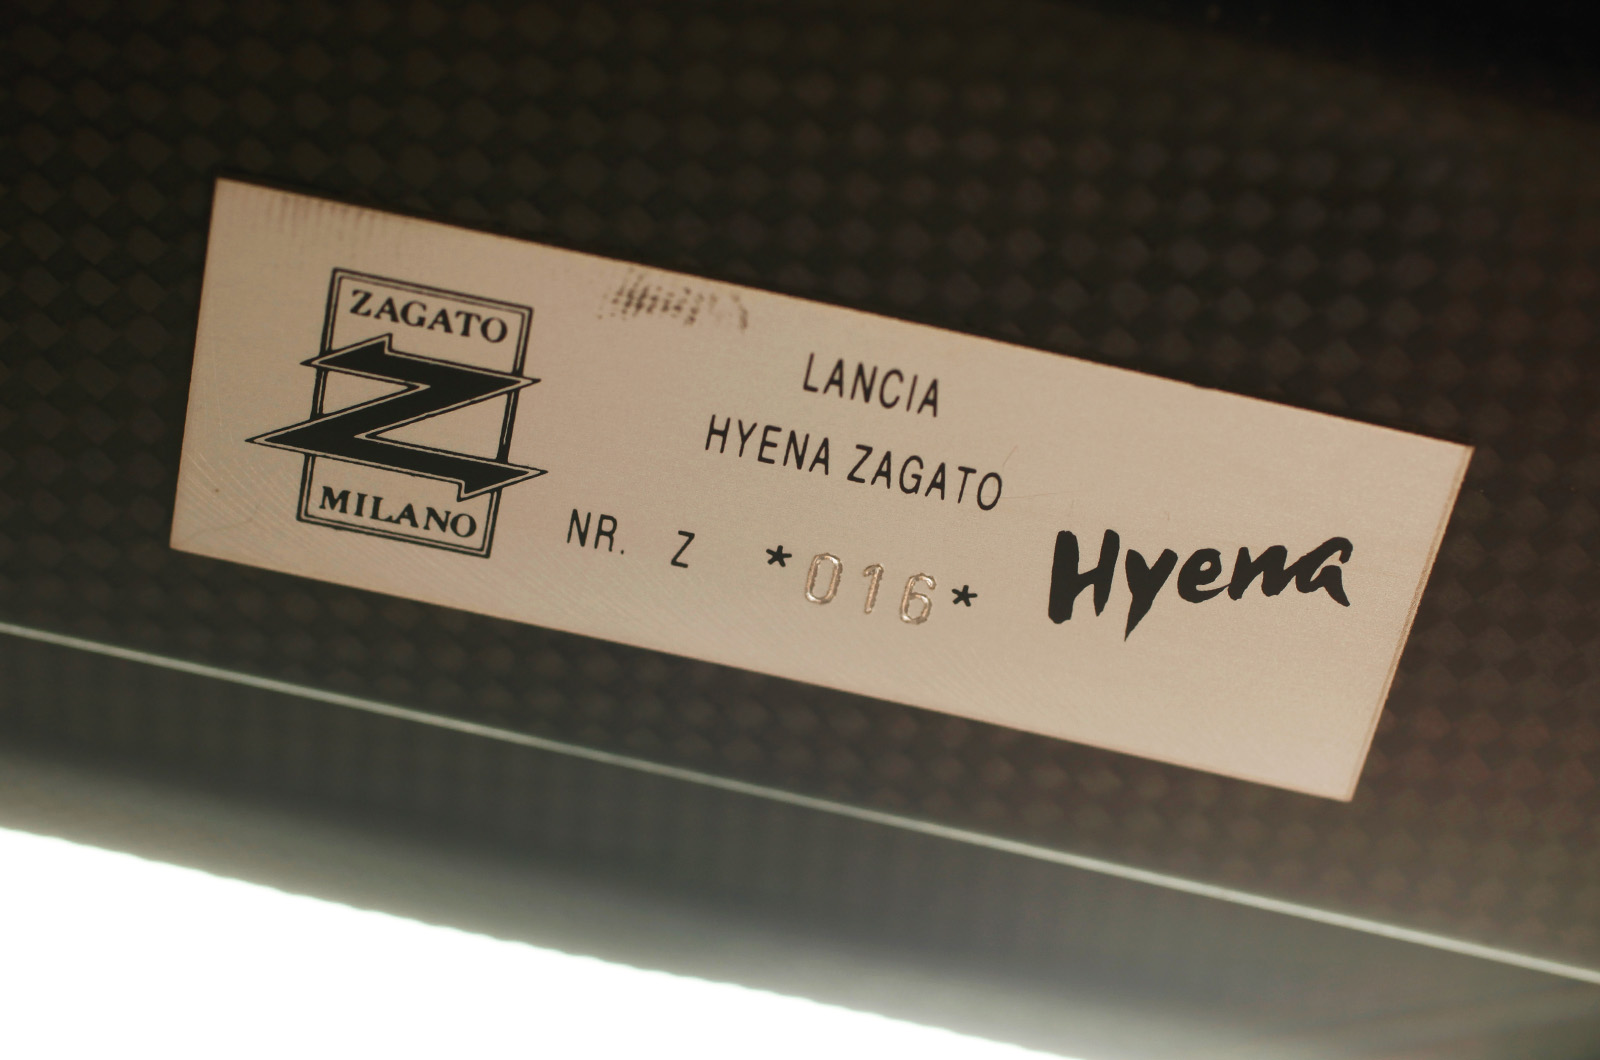 ZAGATO
MILANO
LANCIA
HYENA ZAGATO
NR. Z *016*
Hyena